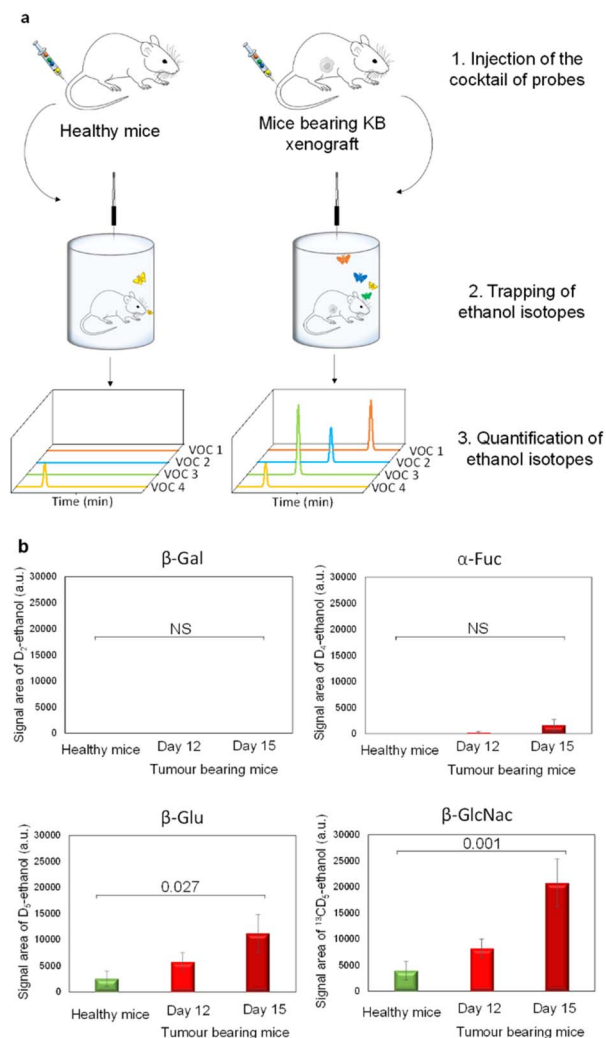 a
Healthy mice
Mice bearing KB
xenograft
1. Injection of the
cocktail of probes
2. Trapping of
ethanol isotopes
VOC 1
VOC 2
VOC 3
VOC 4
Time (min)
VOC 1
VOC 2
VOC 3
VOC 4
Time (min)
3. Quantification of
ethanol isotopes
b
β-Gal
Signal area of D2-ethanol (a.u.)
30000
25000
20000
15000
10000
5000
0
NS
Healthy mice Day 12 Day 15
Tumour bearing mice
α-Fuc
Signal area of D4-ethanol (a.u.)
30000
25000
20000
15000
10000
5000
0
NS
Healthy mice Day 12 Day 15
Tumour bearing mice
β-Glu
Signal area of D5-ethanol (a.u.)
30000
25000
20000
15000
10000
5000
0
0.027
Healthy mice Day 12 Day 15
Tumour bearing mice
β-GlcNac
Signal area of ¹³CD5-ethanol (a.u.)
30000
25000
20000
15000
10000
5000
0
0.001
Healthy mice Day 12 Day 15
Tumour bearing mice